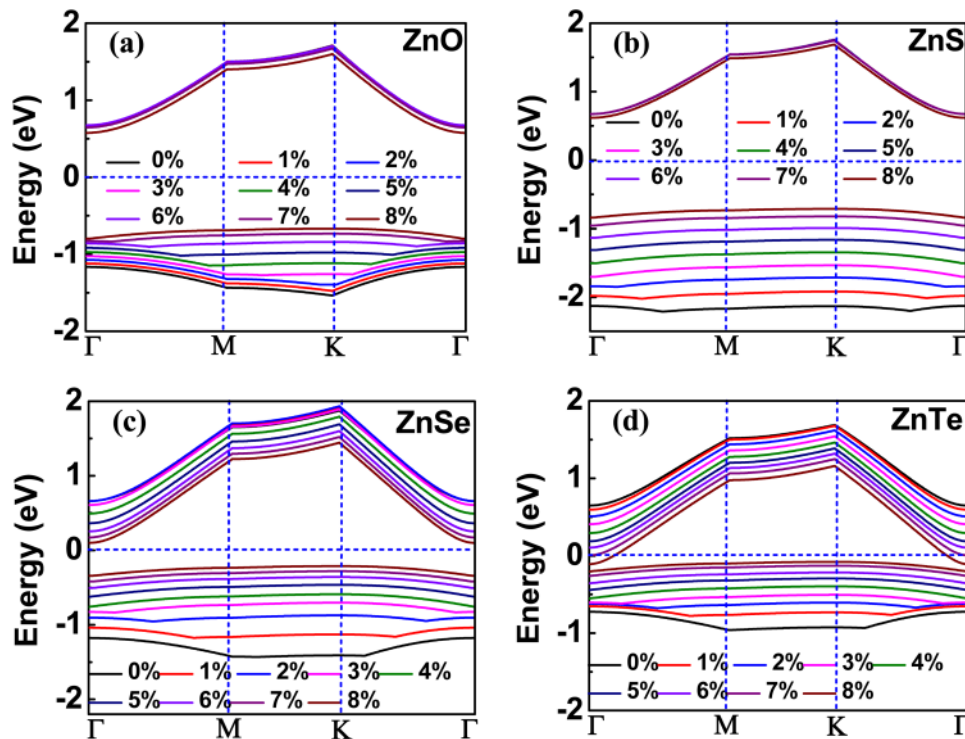 (a) ZnO
Energy (eV)
2
1
0
-1
-2
0% 1% 2%
3% 4% 5%
6% 7% 8%
Γ M K Γ
(b) ZnS
2
1
0
-1
-2
0% 1% 2%
3% 4% 5%
6% 7% 8%
Γ M K Γ
(c) ZnSe
Energy (eV)
2
1
0
-1
-2
0% 1% 2% 3% 4%
5% 6% 7% 8%
Γ M K Γ
(d) ZnTe
Energy (eV)
2
1
0
-1
-2
0% 1% 2% 3% 4%
5% 6% 7% 8%
Γ M K Γ